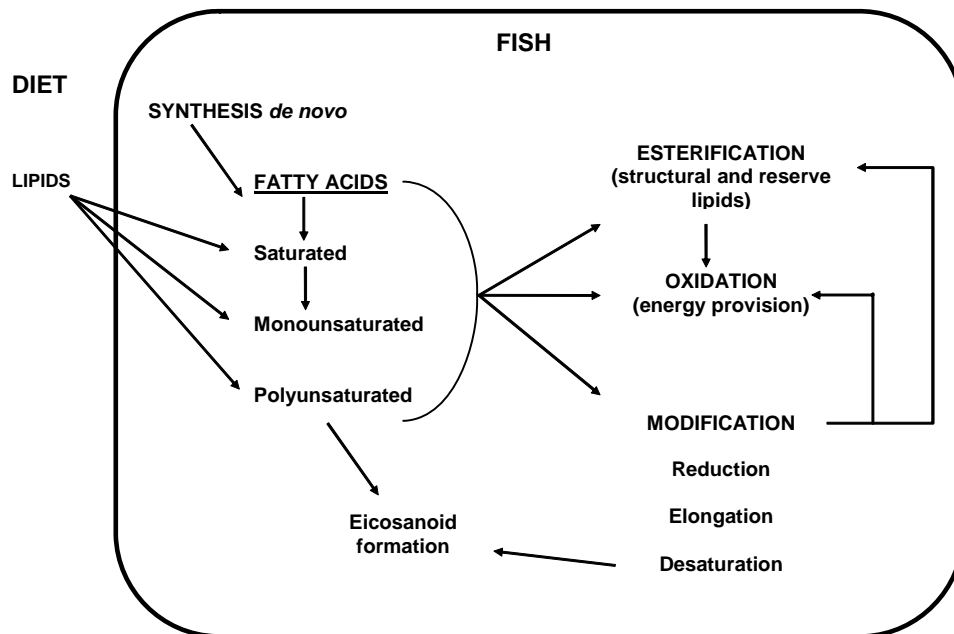 FISH
DIET
SYNTHESIS de novo
LIPIDS
FATTY ACIDS
Saturated
Monounsaturated
Polyunsaturated
Eicosanoid
formation
ESTERIFICATION
(structural and reserve
lipids)
OXIDATION
(energy provision)
MODIFICATION
Reduction
Elongation
Desaturation